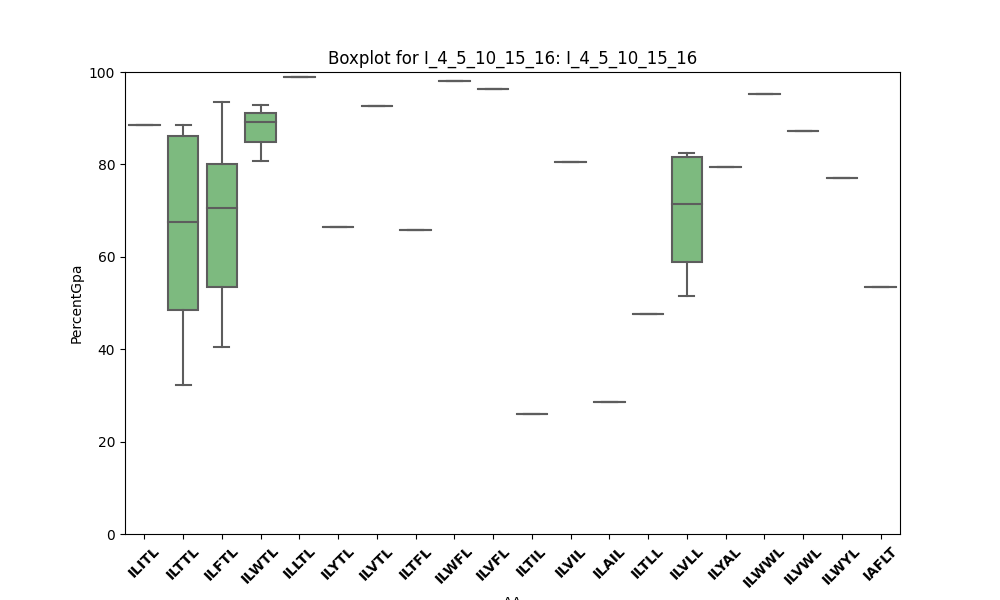 Boxplot for I_4_5_10_15_16: I_4_5_10_15_16
PercentGpa
100
80
60
40
20
0
ILITL
ILTTL
ILFTL
ILWTL
ILLTL
ILYTL
ILVTL
ILTFL
ILWFL
ILVFL
ILTIL
ILVIL
ILAIL
ILTLL
ILVLL
ILYAL
ILWWL
ILVWL
ILWYL
IAFLT